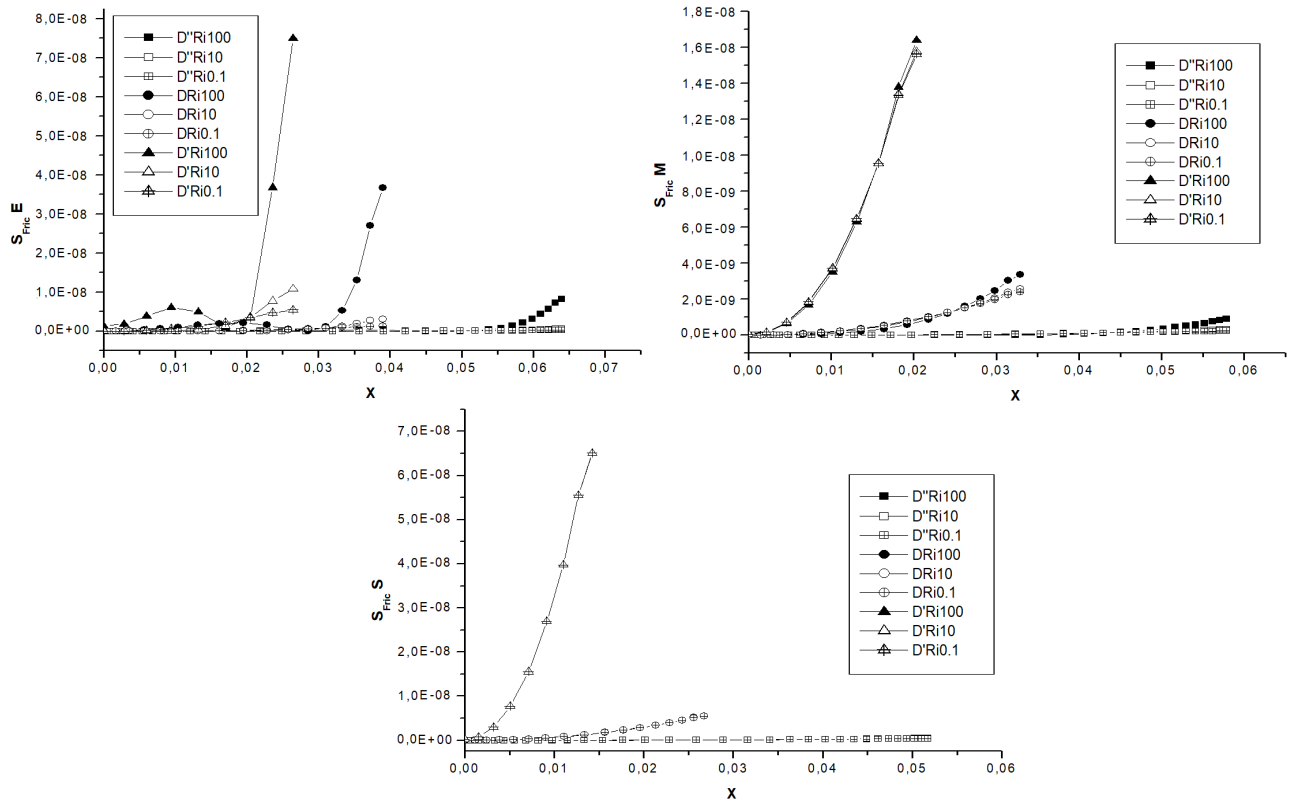 8,0E-08
7,0E-08
6,0E-08
5,0E-08
4,0E-08
3,0E-08
2,0E-08
1,0E-08
0,0E+00
S Fric E
D''Ri100
D''Ri10
D''Ri0.1
DRi100
DRi10
DRi0.1
D'Ri100
D'Ri10
D'Ri0.1
0,00 0,01 0,02 0,03 0,04 0,05 0,06 0,07
X
1,8E-08
1,6E-08
1,4E-08
1,2E-08
1,0E-08
8,0E-09
6,0E-09
4,0E-09
2,0E-09
0,0E+00
S Fric M
D''Ri100
D''Ri10
D''Ri0.1
DRi100
DRi10
DRi0.1
D'Ri100
D'Ri10
D'Ri0.1
0,00 0,01 0,02 0,03 0,04 0,05 0,06
X
7,0E-08
6,0E-08
5,0E-08
4,0E-08
3,0E-08
2,0E-08
1,0E-08
0,0E+00
S Fric S
D''Ri100
D''Ri10
D''Ri0.1
DRi100
DRi10
DRi0.1
D'Ri100
D'Ri10
D'Ri0.1
0,00 0,01 0,02 0,03 0,04 0,05 0,06
X